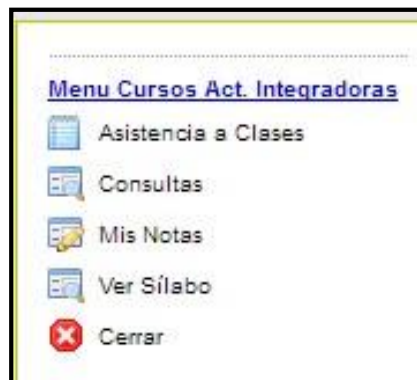 Menu Cursos Act. Integradoras
Asistencia a Clases
Consultas
Mis Notas
Ver Sílabo
Cerrar